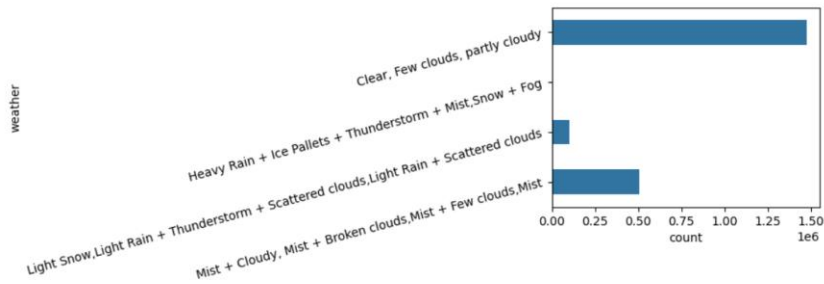 weather
Clear, Few clouds, partly cloudy
Heavy Rain + Ice Pallets + Thunderstorm + Mist,Snow + Fog
Light Snow,Light Rain + Thunderstorm + Scattered clouds,Light Rain + Scattered clouds
Mist + Cloudy, Mist + Broken clouds,Mist + Few clouds,Mist
0.00 0.25 0.50 0.75 1.00 1.25 1.50
1e6
count